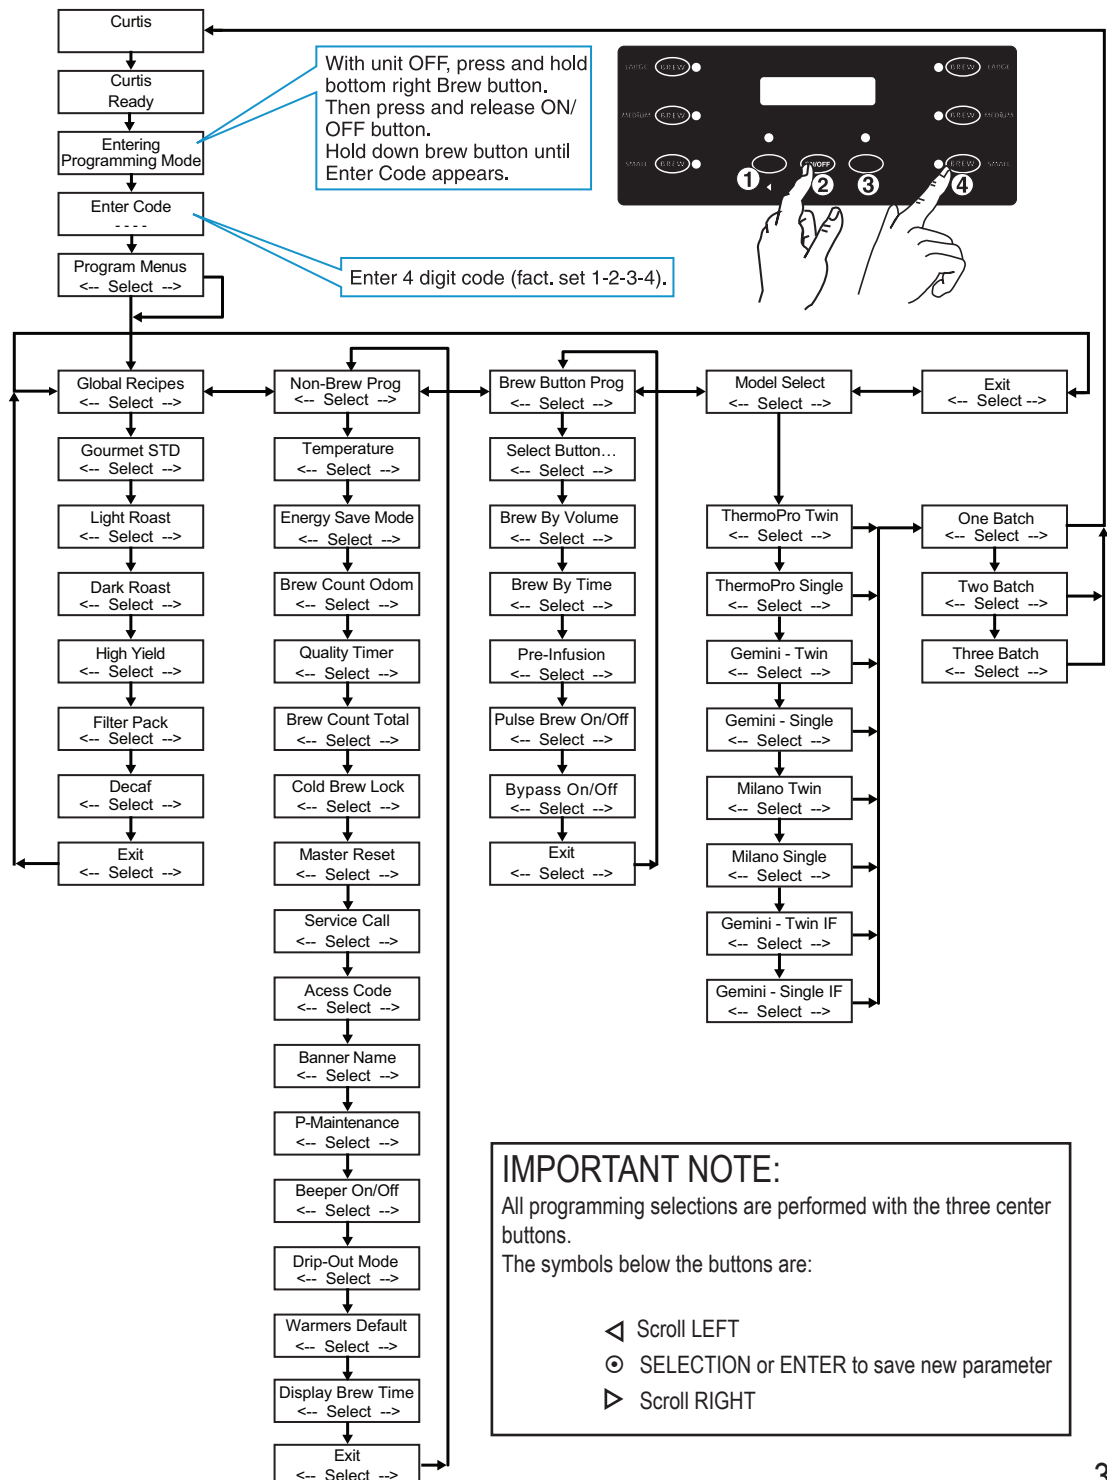 Curtis
Curtis
Ready
Entering
Programming Mode
Enter Code
- - - -
Program Menus
<-- Select -->
With unit OFF, press and hold
bottom right Brew button.
Then press and release ON/
OFF button.
Hold down brew button until
Enter Code appears.
Enter 4 digit code (fact. set 1-2-3-4).
LARGE BREW
BREW LARGE
MEDIUM BREW
BREW MEDIUM
SMALL BREW
BREW SMALL
ON/OFF
1
2
3
4
Global Recipes
<-- Select -->
Gourmet STD
<-- Select -->
Light Roast
<-- Select -->
Dark Roast
<-- Select -->
High Yield
<-- Select -->
Filter Pack
<-- Select -->
Decaf
<-- Select -->
Exit
<-- Select -->
Non-Brew Prog
<-- Select -->
Temperature
<-- Select -->
Energy Save Mode
<-- Select -->
Brew Count Odom
<-- Select -->
Quality Timer
<-- Select -->
Brew Count Total
<-- Select -->
Cold Brew Lock
<-- Select -->
Master Reset
<-- Select -->
Service Call
<-- Select -->
Acess Code
<-- Select -->
Banner Name
<-- Select -->
P-Maintenance
<-- Select -->
Beeper On/Off
<-- Select -->
Drip-Out Mode
<-- Select -->
Warmers Default
<-- Select -->
Display Brew Time
<-- Select -->
Exit
<-- Select -->
Brew Button Prog
<-- Select -->
Select Button...
<-- Select -->
Brew By Volume
<-- Select -->
Brew By Time
<-- Select -->
Pre-Infusion
<-- Select -->
Pulse Brew On/Off
<-- Select -->
Bypass On/Off
<-- Select -->
Exit
<-- Select -->
Model Select
<-- Select -->
ThermoPro Twin
<-- Select -->
ThermoPro Single
<-- Select -->
Gemini - Twin
<-- Select -->
Gemini - Single
<-- Select -->
Milano Twin
<-- Select -->
Milano Single
<-- Select -->
Gemini - Twin IF
<-- Select -->
Gemini - Single IF
<-- Select -->
Exit
<-- Select -->
One Batch
<-- Select -->
Two Batch
<-- Select -->
Three Batch
<-- Select -->
IMPORTANT NOTE:
All programming selections are performed with the three center
buttons.
The symbols below the buttons are:
Scroll LEFT
SELECTION or ENTER to save new parameter
Scroll RIGHT